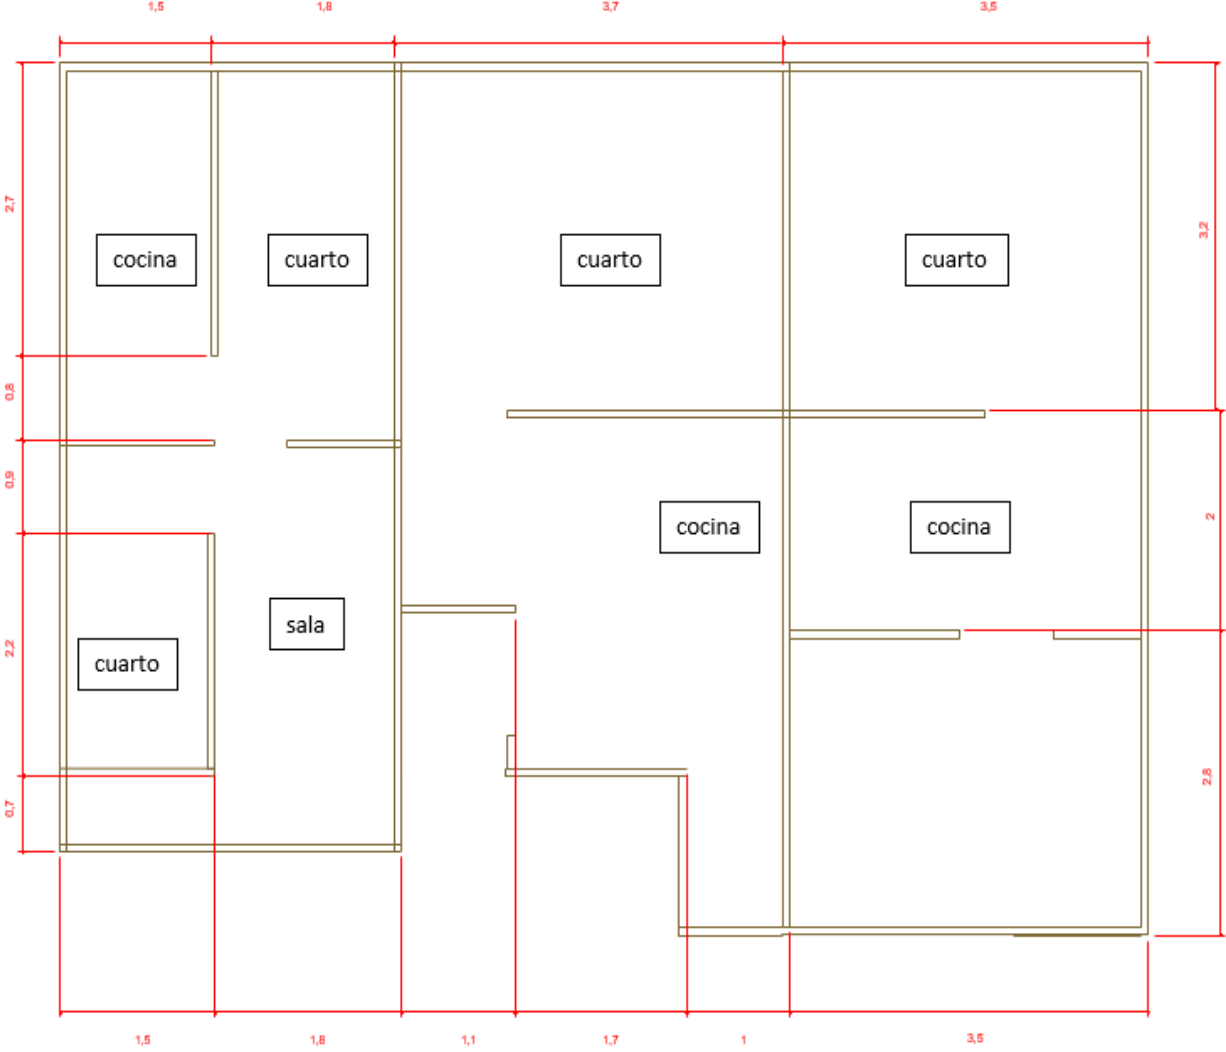 1,5
1,8
3,7
3,5
2,7
3,2
cocina
cuarto
cuarto
cuarto
0,8
0,9
cocina
cocina
2
sala
2,2
cuarto
2,8
0,7
1,5
1,8
1,1
1,7
1
3,5